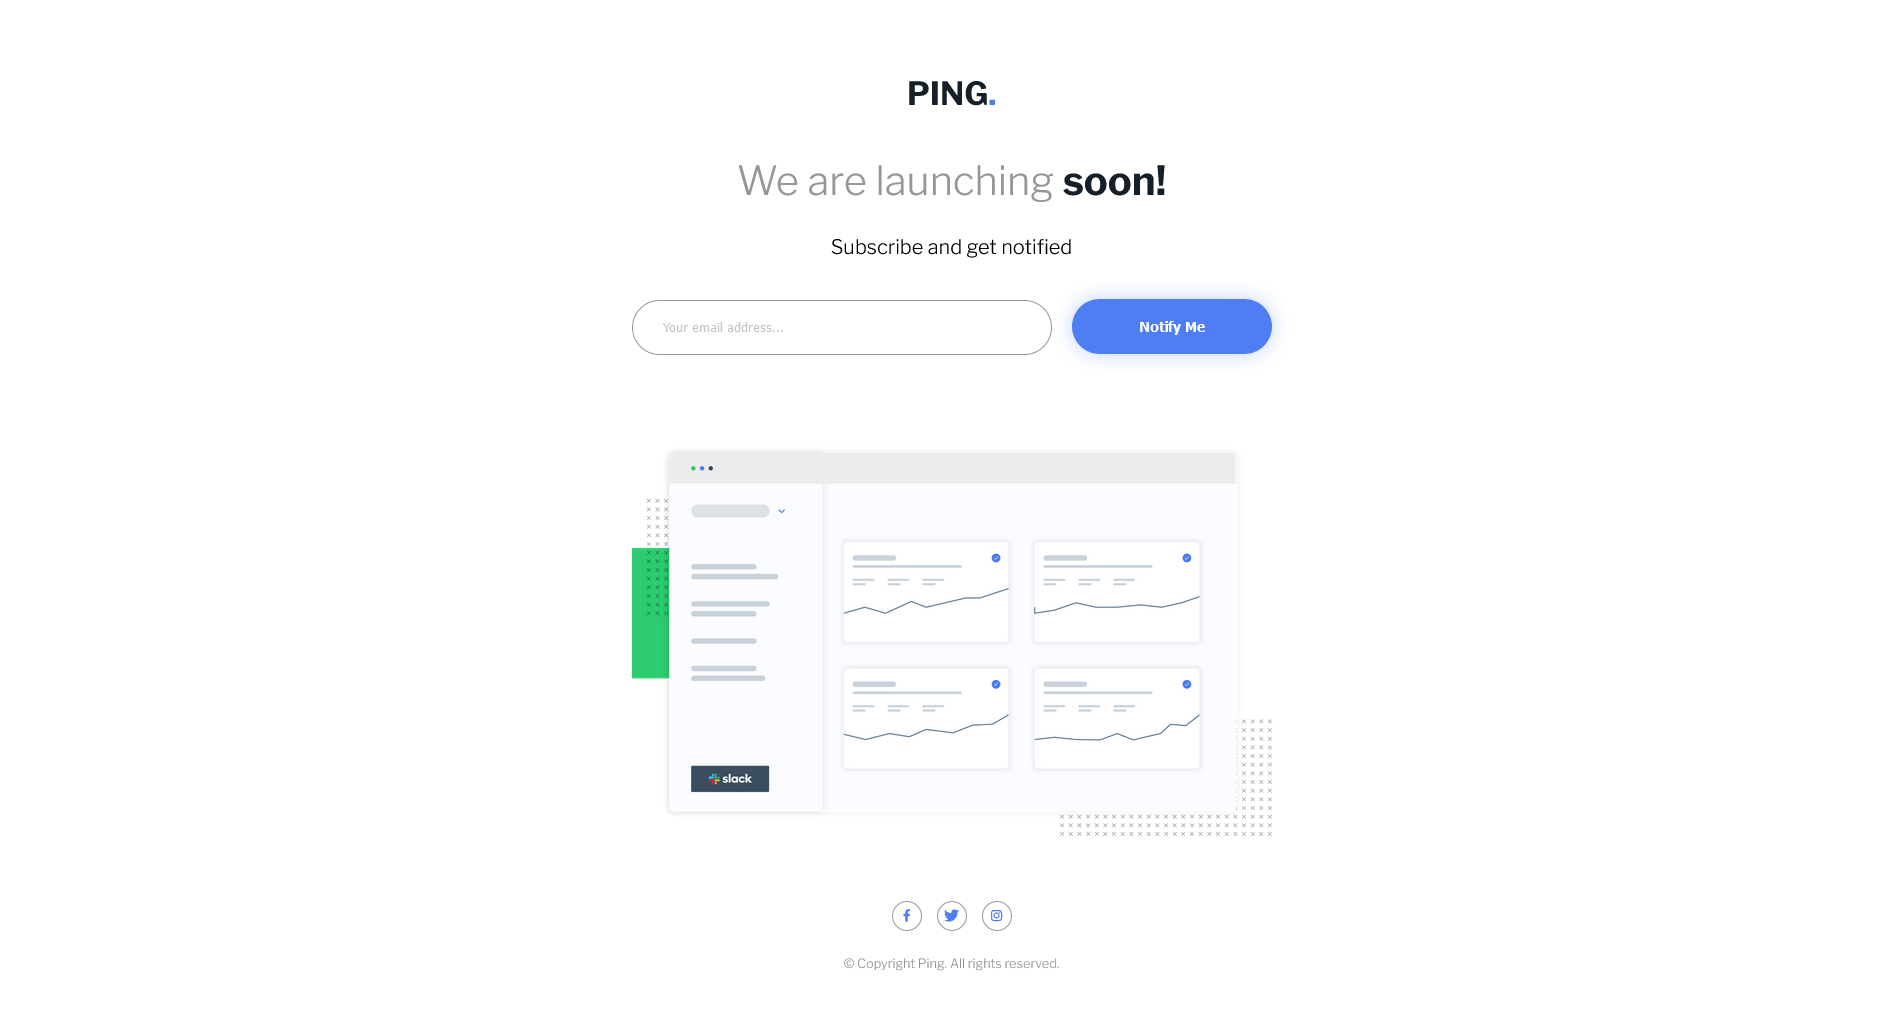 PING.
We are launching soon!
Subscribe and get notified
Your email address...
Notify Me
slack
© Copyright Ping. All rights reserved.